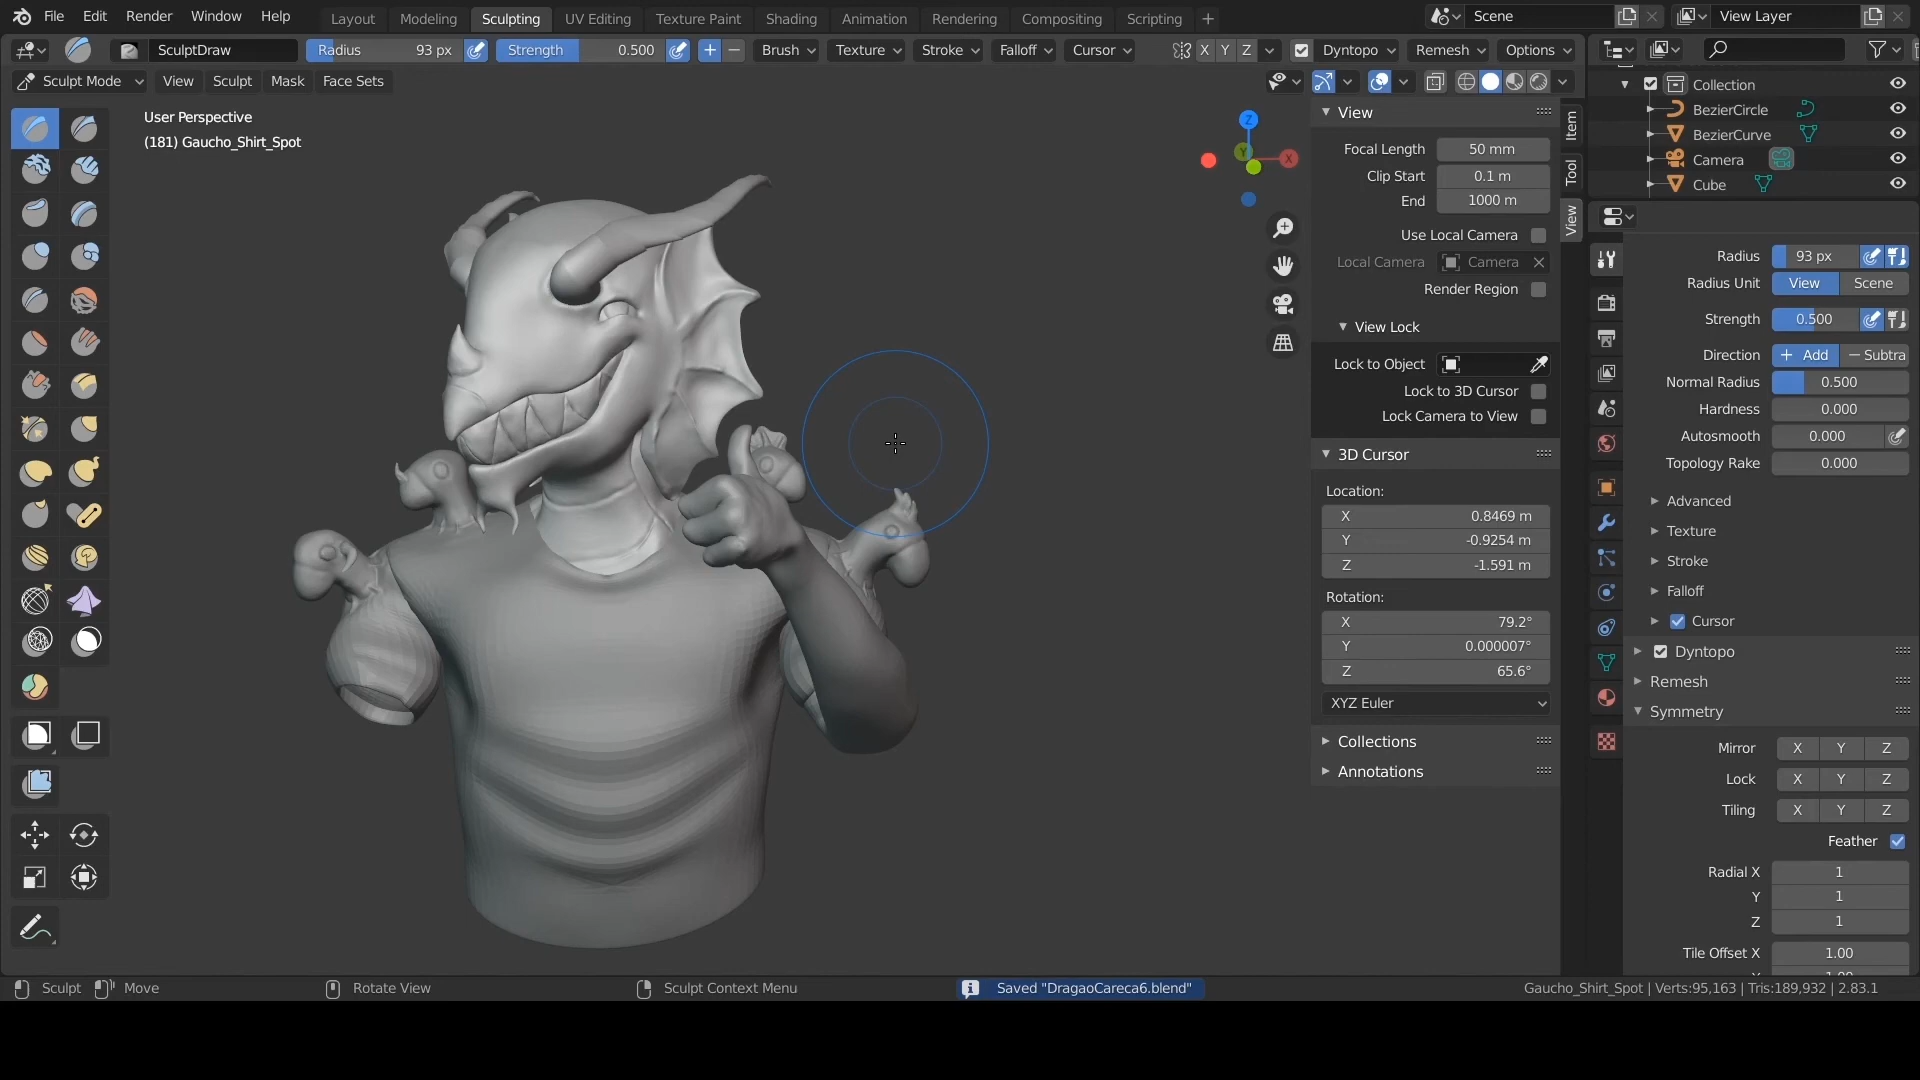 File Edit Render Window Help
Layout Modeling Sculpting UV Editing Texture Paint Shading Animation Rendering Compositing Scripting +
Scene
View Layer
SculptDraw
Radius 93 px
Strength 0.500
Brush Texture Stroke Falloff Cursor
X Y Z
Dyntopo Remesh Options
Sculpt Mode View Sculpt Mask Face Sets
User Perspective
(181) Gaucho_Shirt_Spot
Z
Y
X
View
Focal Length 50 mm
Clip Start 0.1 m
End 1000 m
Use Local Camera
Local Camera Camera
Render Region
View Lock
Lock to Object
Lock to 3D Cursor
Lock Camera to View
3D Cursor
Location:
X 0.8469 m
Y -0.9254 m
Z -1.591 m
Rotation:
X 79.2°
Y 0.000007°
Z 65.6°
XYZ Euler
Collections
Annotations
Item
Tool
View
Collection
BezierCircle
BezierCurve
Camera
Cube
Radius 93 px
Radius Unit View Scene
Strength 0.500
Direction + Add − Subtra
Normal Radius 0.500
Hardness 0.000
Autosmooth 0.000
Topology Rake 0.000
Advanced
Texture
Stroke
Falloff
Cursor
Dyntopo
Remesh
Symmetry
Mirror X Y Z
Lock X Y Z
Tiling X Y Z
Feather
Radial X 1
Y 1
Z 1
Tile Offset X 1.00
Sculpt Move Rotate View Sculpt Context Menu
Saved "DragaoCareca6.blend"
Gaucho_Shirt_Spot | Verts:95,163 | Tris:189,932 | 2.83.1